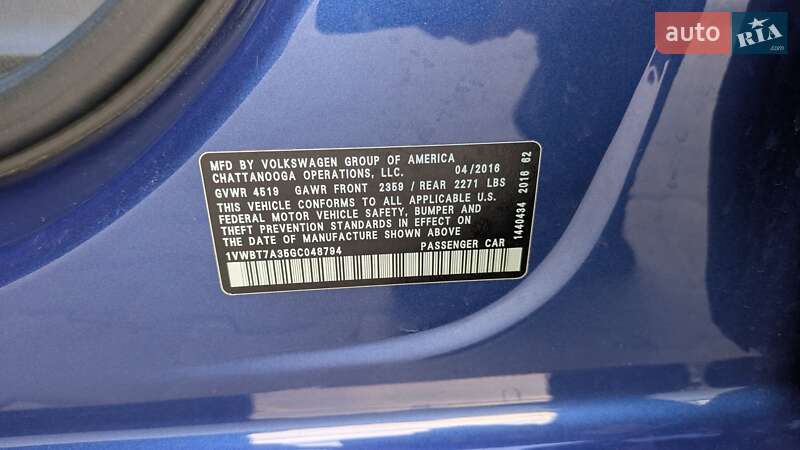 auto RIA.com
MFD BY VOLKSWAGEN GROUP OF AMERICA
CHATTANOOGA OPERATIONS, LLC. 04/2016
GVWR 4519 GAWR FRONT 2359 / REAR 2271 LBS
THIS VEHICLE CONFORMS TO ALL APPLICABLE U.S.
FEDERAL MOTOR VEHICLE SAFETY, BUMPER AND
THEFT PREVENTION STANDARDS IN EFFECT ON
THE DATE OF MANUFACTURE SHOWN ABOVE
1VWBT7A35GC048794 PASSENGER CAR
1440434 2016 62